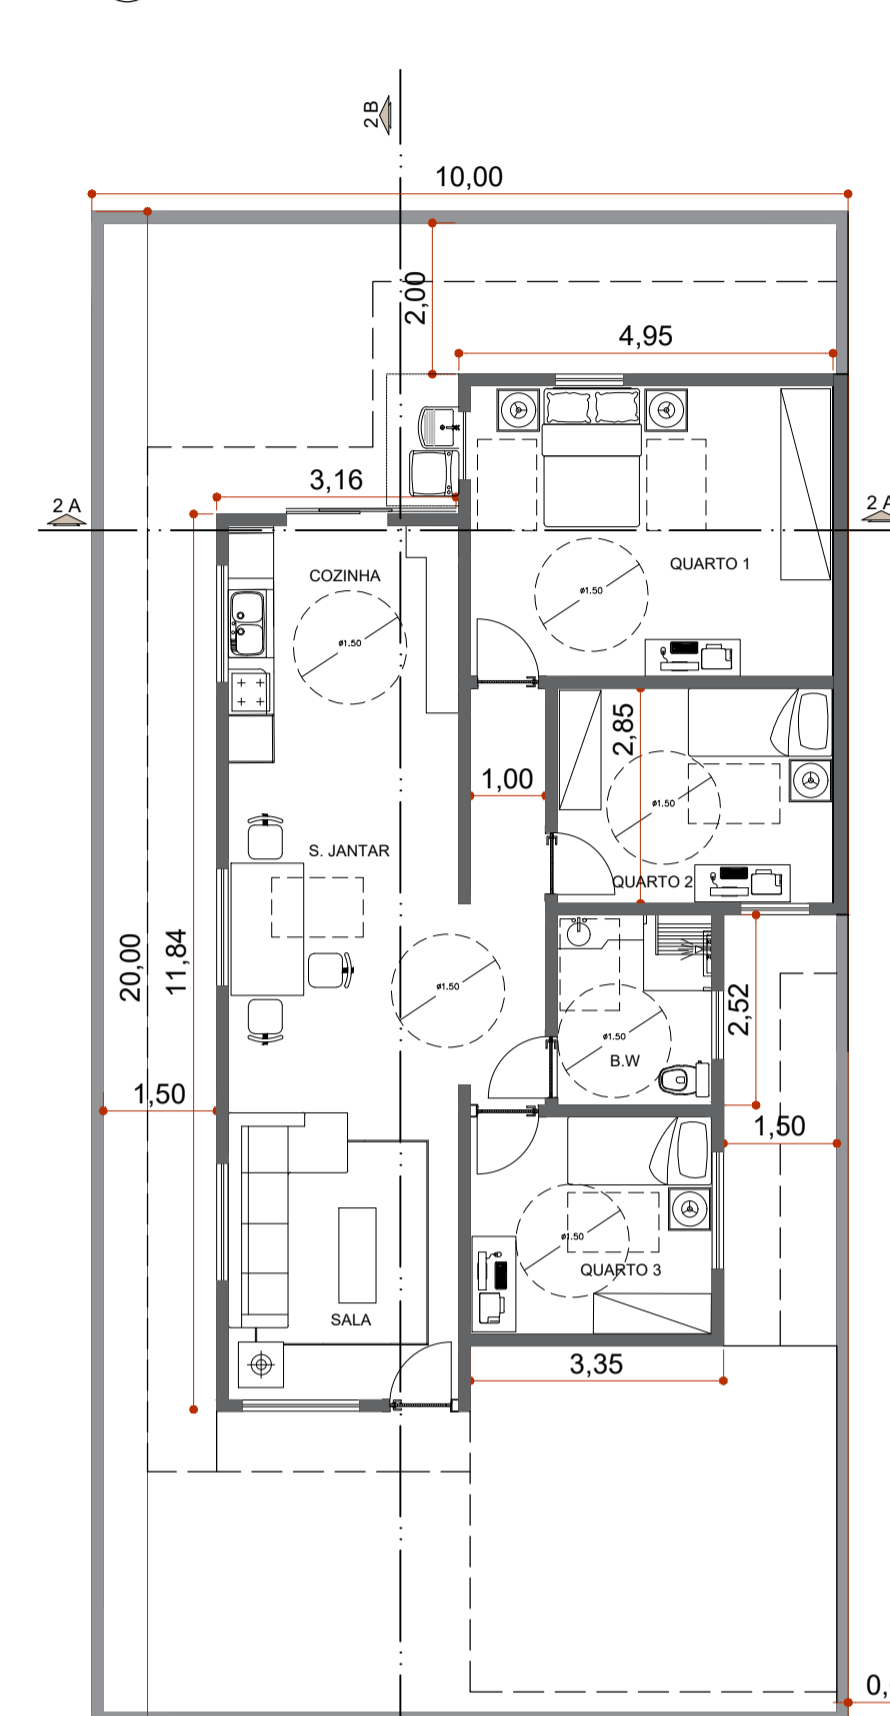 2 B
10,00
2,00
4,95
3,16
2 A
2 A
COZINHA
QUARTO 1
ø1.50
ø1.50
2,85
1,00
ø1.50
S. JANTAR
QUARTO 2
20,00
11,84
ø1.50
2,52
ø1.50
B.W
1,50
1,50
ø1.50
QUARTO 3
SALA
3,35